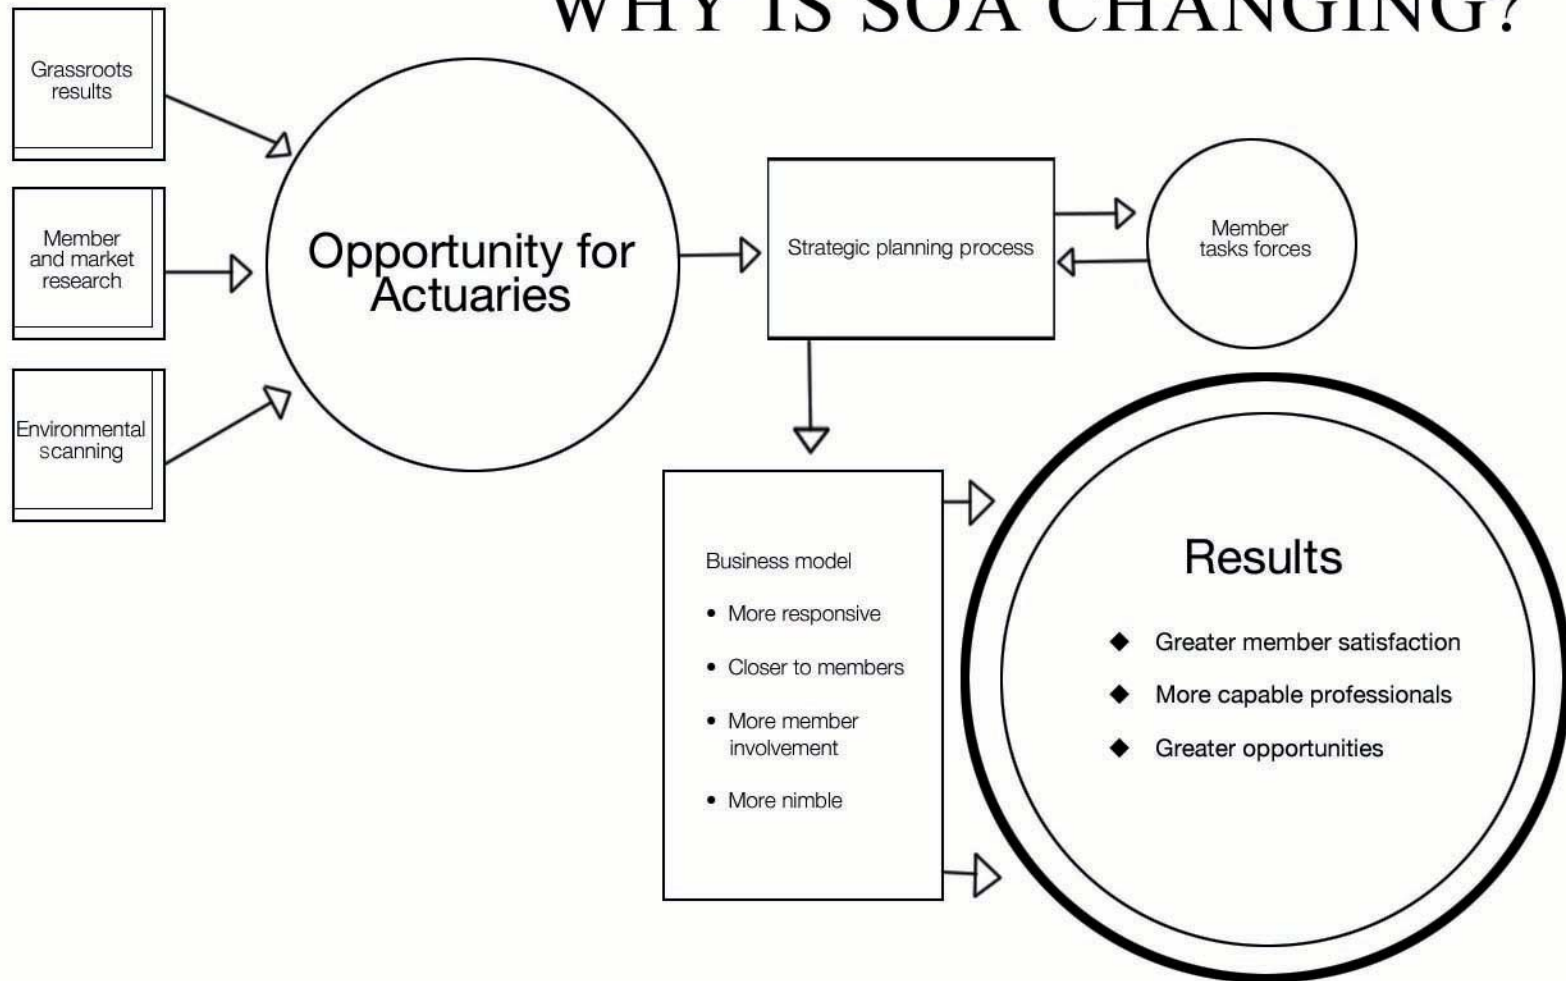 WHY IS SOA CHANGING?
Grassroots
results
Member
and market
research
Environmental
scanning
Opportunity for
Actuaries
Strategic planning process
Member
tasks forces
Business model
• More responsive
• Closer to members
• More member
involvement
• More nimble
Results
◆ Greater member satisfaction
◆ More capable professionals
◆ Greater opportunities